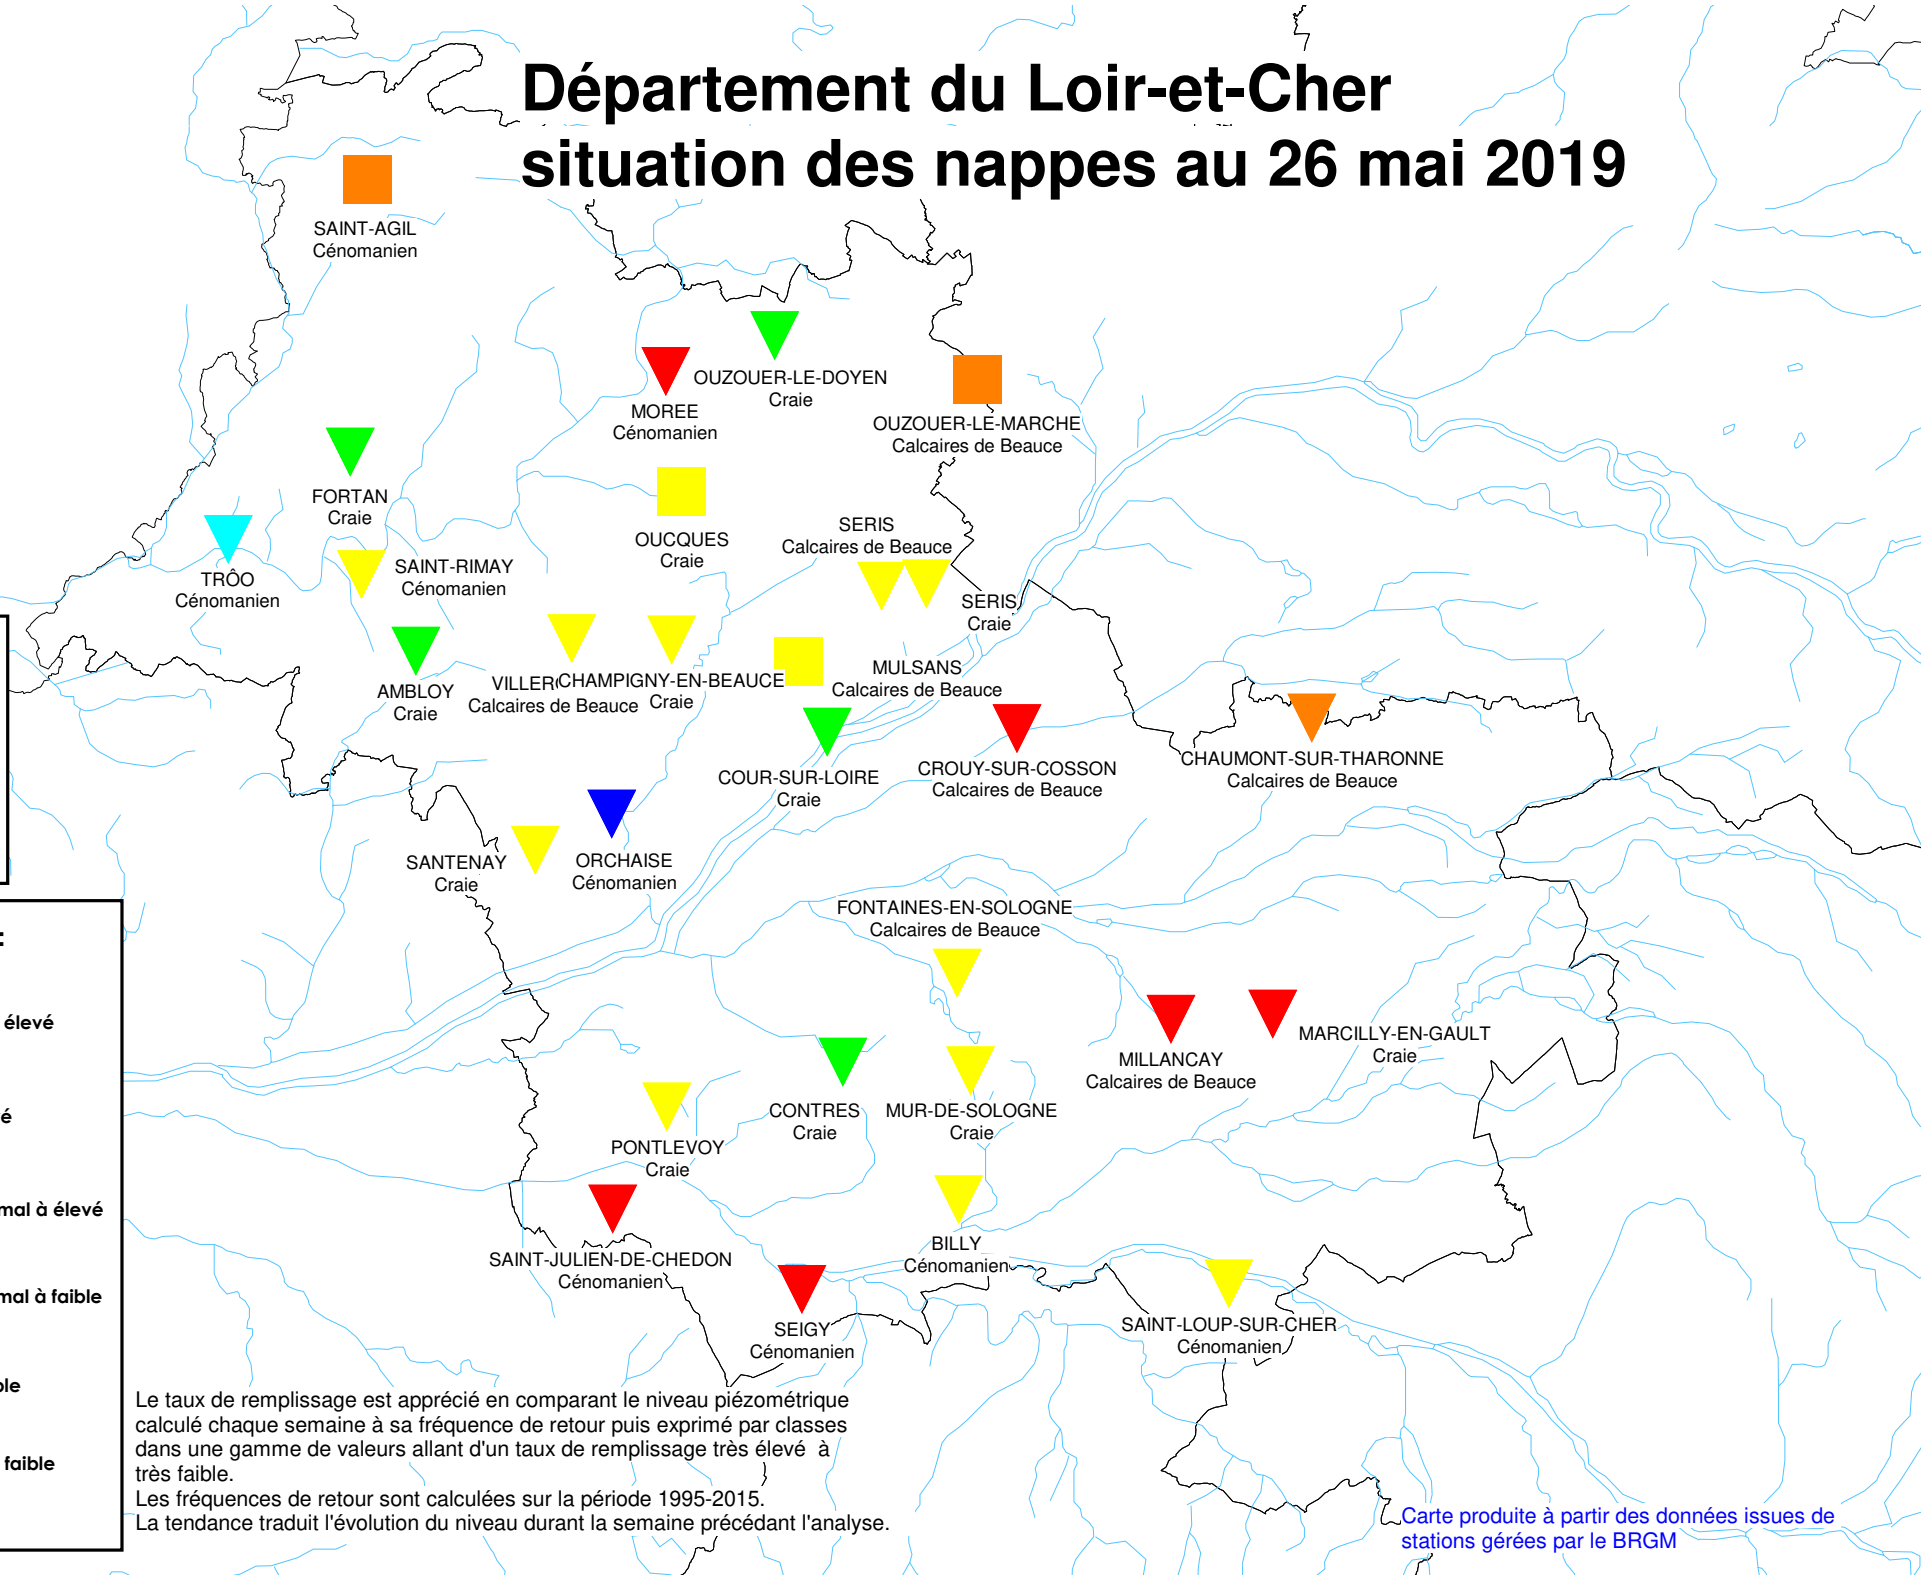 Département du Loir-et-Cher
situation des nappes au 26 mai 2019
SAINT-AGIL
Cénomanien
OUZOUER-LE-DOYEN
Craie
MOREE
Cénomanien
OUZOUER-LE-MARCHE
Calcaires de Beauce
FORTAN
Craie
OUCQUES
Craie
SERIS
Calcaires de Beauce
SAINT-RIMAY
Cénomanien
TRÔO
Cénomanien
SERIS
Craie
AMBLOY
Craie
VILLER
Calcaires de Beauce
CHAMPIGNY-EN-BEAUCE
Craie
MULSANS
Calcaires de Beauce
COUR-SUR-LOIRE
Craie
CROUY-SUR-COSSON
Calcaires de Beauce
CHAUMONT-SUR-THARONNE
Calcaires de Beauce
SANTENAY
Craie
ORCHAISE
Cénomanien
FONTAINES-EN-SOLOGNE
Calcaires de Beauce
MARCILLY-EN-GAULT
Craie
MILLANCAY
Calcaires de Beauce
CONTRES
Craie
MUR-DE-SOLOGNE
Craie
PONTLEVOY
Craie
SAINT-JULIEN-DE-CHEDON
Cénomanien
BILLY
Cénomanien
SEIGY
Cénomanien
SAINT-LOUP-SUR-CHER
Cénomanien
:
élevé
é
mal à élevé
mal à faible
ble
faible
Le taux de remplissage est apprécié en comparant le niveau piézométrique
calculé chaque semaine à sa fréquence de retour puis exprimé par classes
dans une gamme de valeurs allant d'un taux de remplissage très élevé à
très faible.
Les fréquences de retour sont calculées sur la période 1995-2015.
La tendance traduit l'évolution du niveau durant la semaine précédant l'analyse.
Carte produite à partir des données issues de
stations gérées par le BRGM